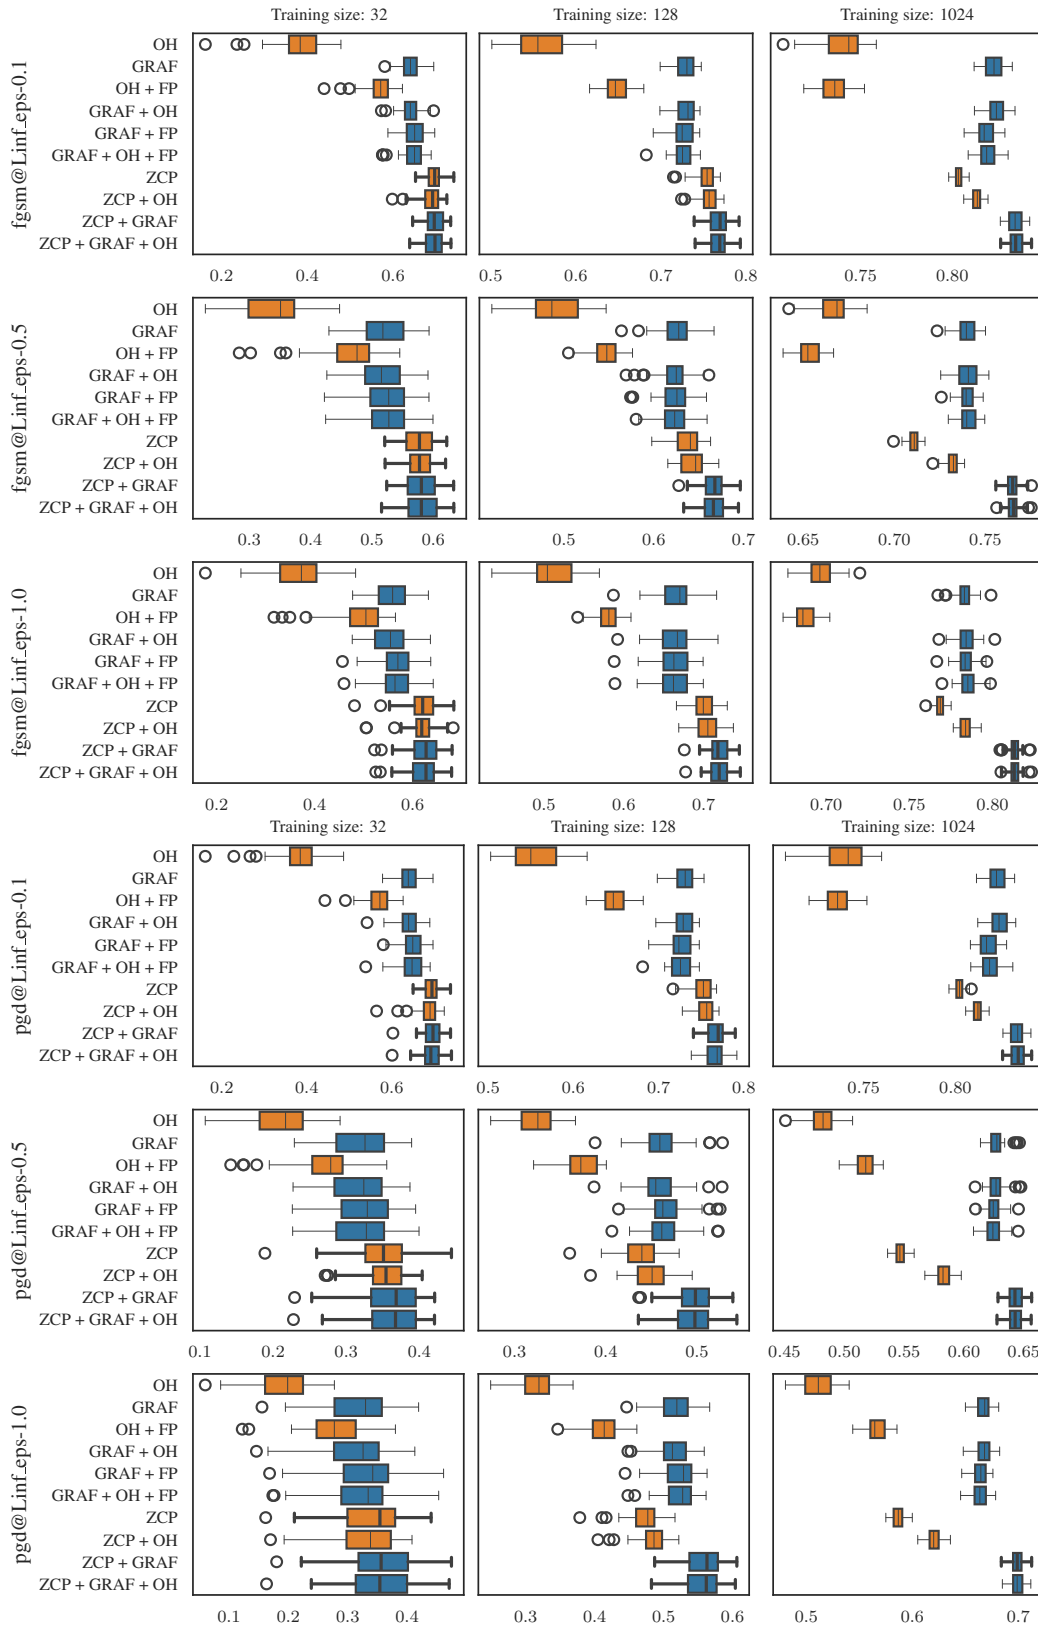 Training size: 32 Training size: 128 Training size: 1024
fgsm@Linf_eps-0.1
OH
GRAF
OH + FP
GRAF + OH
GRAF + FP
GRAF + OH + FP
ZCP
ZCP + OH
ZCP + GRAF
ZCP + GRAF + OH
0.2 0.4 0.6 0.5 0.6 0.7 0.8 0.75 0.80
fgsm@Linf_eps-0.5
OH
GRAF
OH + FP
GRAF + OH
GRAF + FP
GRAF + OH + FP
ZCP
ZCP + OH
ZCP + GRAF
ZCP + GRAF + OH
0.3 0.4 0.5 0.6 0.5 0.6 0.7 0.65 0.70 0.75
fgsm@Linf_eps-1.0
OH
GRAF
OH + FP
GRAF + OH
GRAF + FP
GRAF + OH + FP
ZCP
ZCP + OH
ZCP + GRAF
ZCP + GRAF + OH
0.2 0.4 0.6 0.5 0.6 0.7 0.70 0.75 0.80
Training size: 32 Training size: 128 Training size: 1024
pgd@Linf_eps-0.1
OH
GRAF
OH + FP
GRAF + OH
GRAF + FP
GRAF + OH + FP
ZCP
ZCP + OH
ZCP + GRAF
ZCP + GRAF + OH
0.2 0.4 0.6 0.5 0.6 0.7 0.8 0.75 0.80
pgd@Linf_eps-0.5
OH
GRAF
OH + FP
GRAF + OH
GRAF + FP
GRAF + OH + FP
ZCP
ZCP + OH
ZCP + GRAF
ZCP + GRAF + OH
0.1 0.2 0.3 0.4 0.3 0.4 0.5 0.45 0.50 0.55 0.60 0.65
pgd@Linf_eps-1.0
OH
GRAF
OH + FP
GRAF + OH
GRAF + FP
GRAF + OH + FP
ZCP
ZCP + OH
ZCP + GRAF
ZCP + GRAF + OH
0.1 0.2 0.3 0.4 0.3 0.4 0.5 0.6 0.5 0.6 0.7